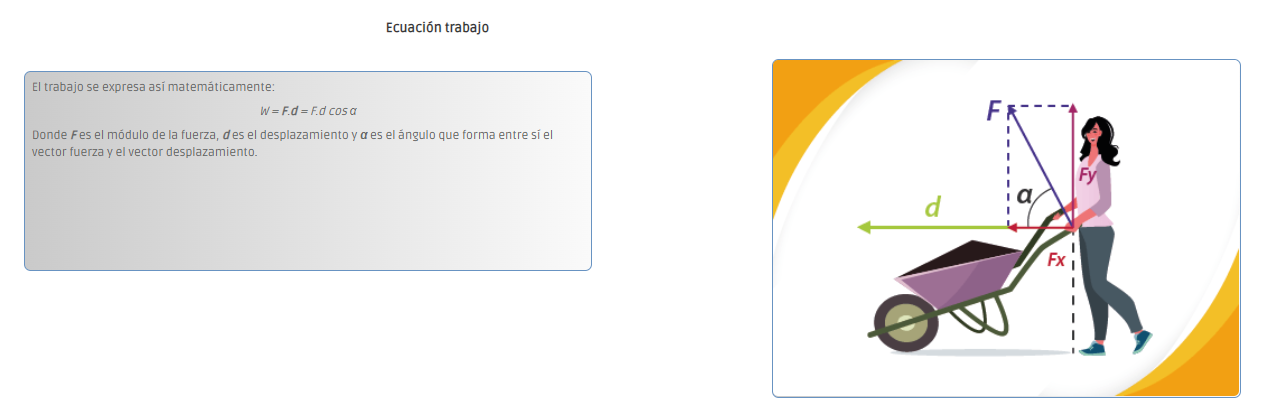 Ecuación trabajo
El trabajo se expresa así matemáticamente:
W = F.d = F.d cos α
Donde F es el módulo de la fuerza, d es el desplazamiento y α es el ángulo que forma entre sí el
vector fuerza y el vector desplazamiento.
F
Fy
α
d
Fx